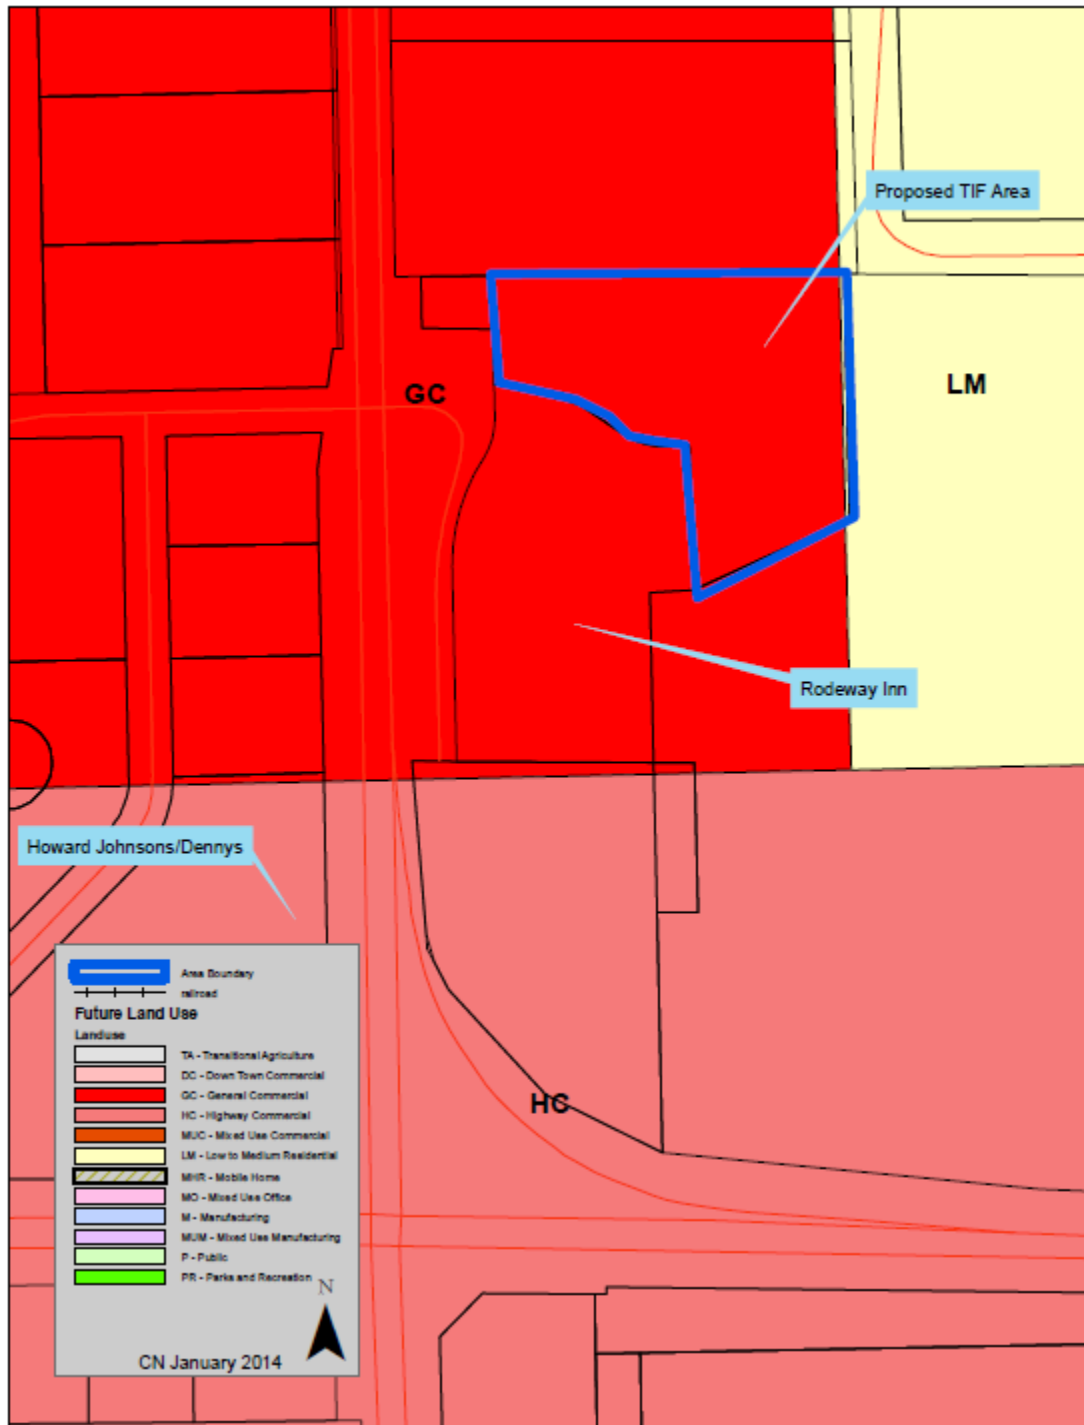 Proposed TIF Area
GC
LM
Rodeway Inn
Howard Johnsons/Dennys
HC
Area Boundary
railroad
Future Land Use
Landuse
TA - Transitional Agriculture
DC - Down Town Commercial
GC - General Commercial
HC - Highway Commercial
MUC - Mixed Use Commercial
LM - Low to Medium Residential
MHR - Mobile Home
MO - Mixed Use Office
M - Manufacturing
MUM - Mixed Use Manufacturing
P - Public
PR - Parks and Recreation
N
CN January 2014